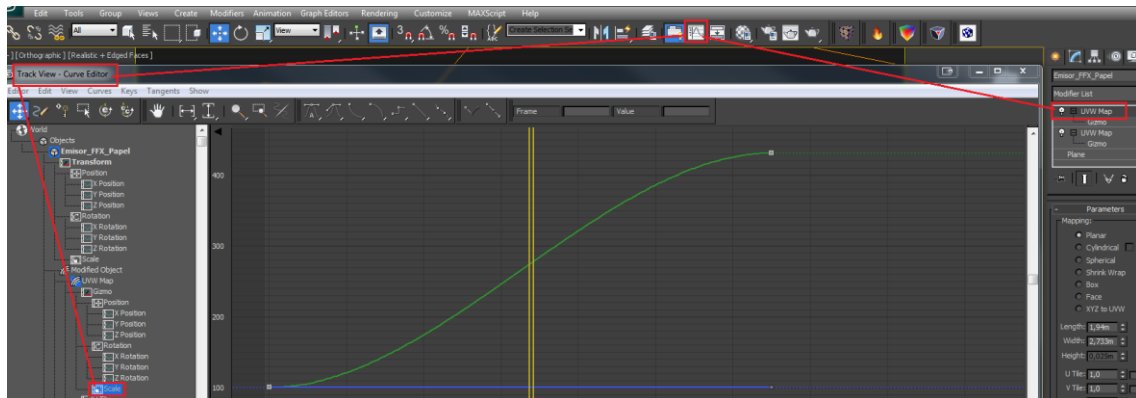 Edit Tools Group Views Create Modifiers Animation Graph Editors Rendering Customize MAXScript Help
All View Create Selection Se
] [Orthographic ] [Realistic + Edged Faces ]
Track View - Curve Editor
Editor Edit View Curves Keys Tangents Show
Frame Value
World
Objects
Emisor_FFX_Papel
Transform
Position
X Position
Y Position
Z Position
Rotation
X Rotation
Y Rotation
Z Rotation
Scale
Modified Object
UVW Map
Gizmo
Position
X Position
Y Position
Z Position
Rotation
X Rotation
Y Rotation
Z Rotation
Scale
400
300
200
100
Emisor_FFX_Papel
Modifier List
UVW Map
Gizmo
UVW Map
Gizmo
Plane
Parameters
Mapping:
Planar
Cylindrical
Spherical
Shrink Wrap
Box
Face
XYZ to UVW
Length: 1,94m
Width: 2,733m
Height: 0,025m
U Tile: 1,0
V Tile: 1,0